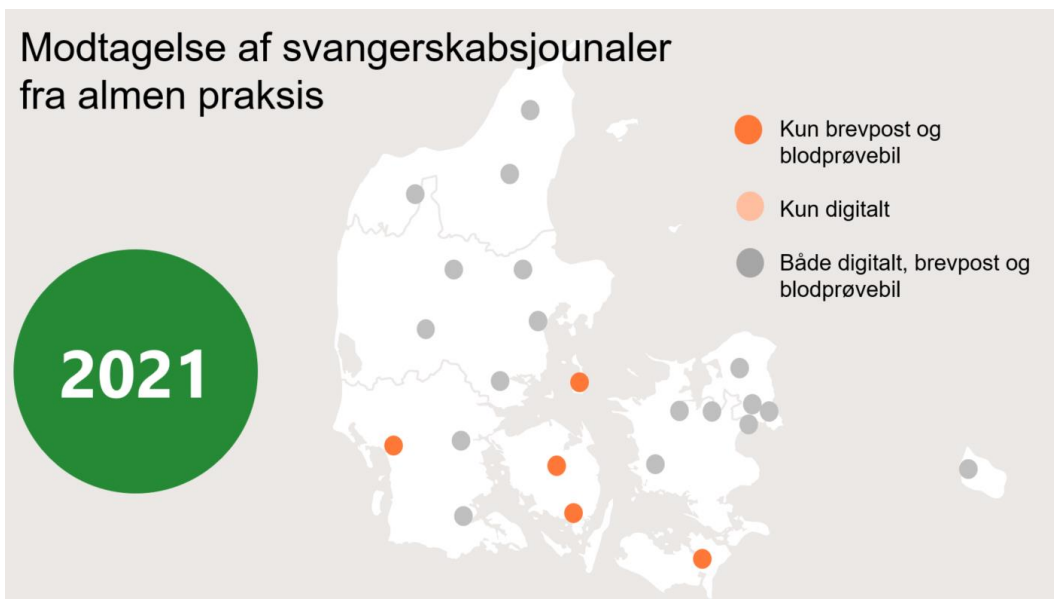 Modtagelse af svangerskabsjounaler
fra almen praksis
Kun brevpost og
blodprøvebil
Kun digitalt
Både digitalt, brevpost og
blodprøvebil
2021